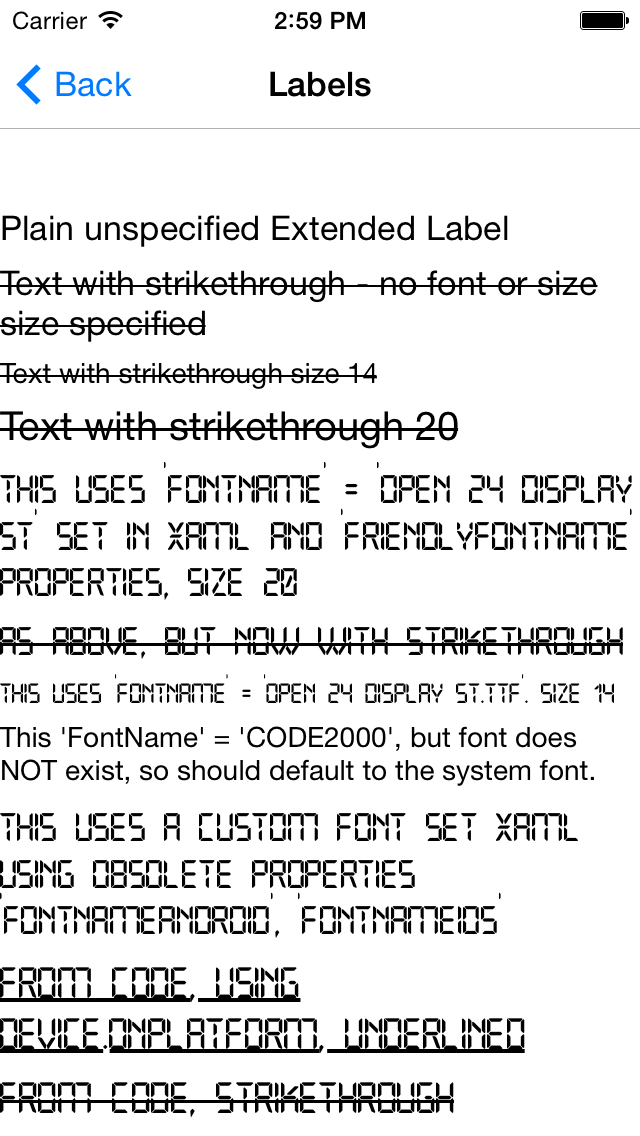 Carrier 2:59 PM
Back Labels
Plain unspecified Extended Label
Text with strikethrough - no font or size
size specified
Text with strikethrough size 14
Text with strikethrough 20
THIS USES 'FONTNAME' = 'OPEN 24 DISPLAY
ST' SET IN XAML AND 'FRIENDLYFONTNAME'
PROPERTIES, SIZE 20
AS ABOVE, BUT NOW WITH STRIKETHROUGH
THIS USES 'FONTNAME' = 'OPEN 24 DISPLAY ST.TTF'. SIZE 14
This 'FontName' = 'CODE2000', but font does
NOT exist, so should default to the system font.
THIS USES A CUSTOM FONT SET XAML
USING OBSOLETE PROPERTIES
'FONTNAMEANDROID', 'FONTNAMEIOS'
FROM CODE, USING
DEVICE.ONPLATFORM, UNDERLINED
FROM CODE, STRIKETHROUGH